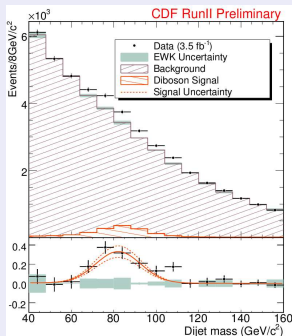 CDF RunII Preliminary
Events/8GeV/c²
×10³
Data (3.5 fb⁻¹)
EWK Uncertainty
Background
Diboson Signal
Signal Uncertainty
6
4
2
0.4
0.2
0.0
-0.2
40 60 80 100 120 140 160
Dijet mass (GeV/c²)